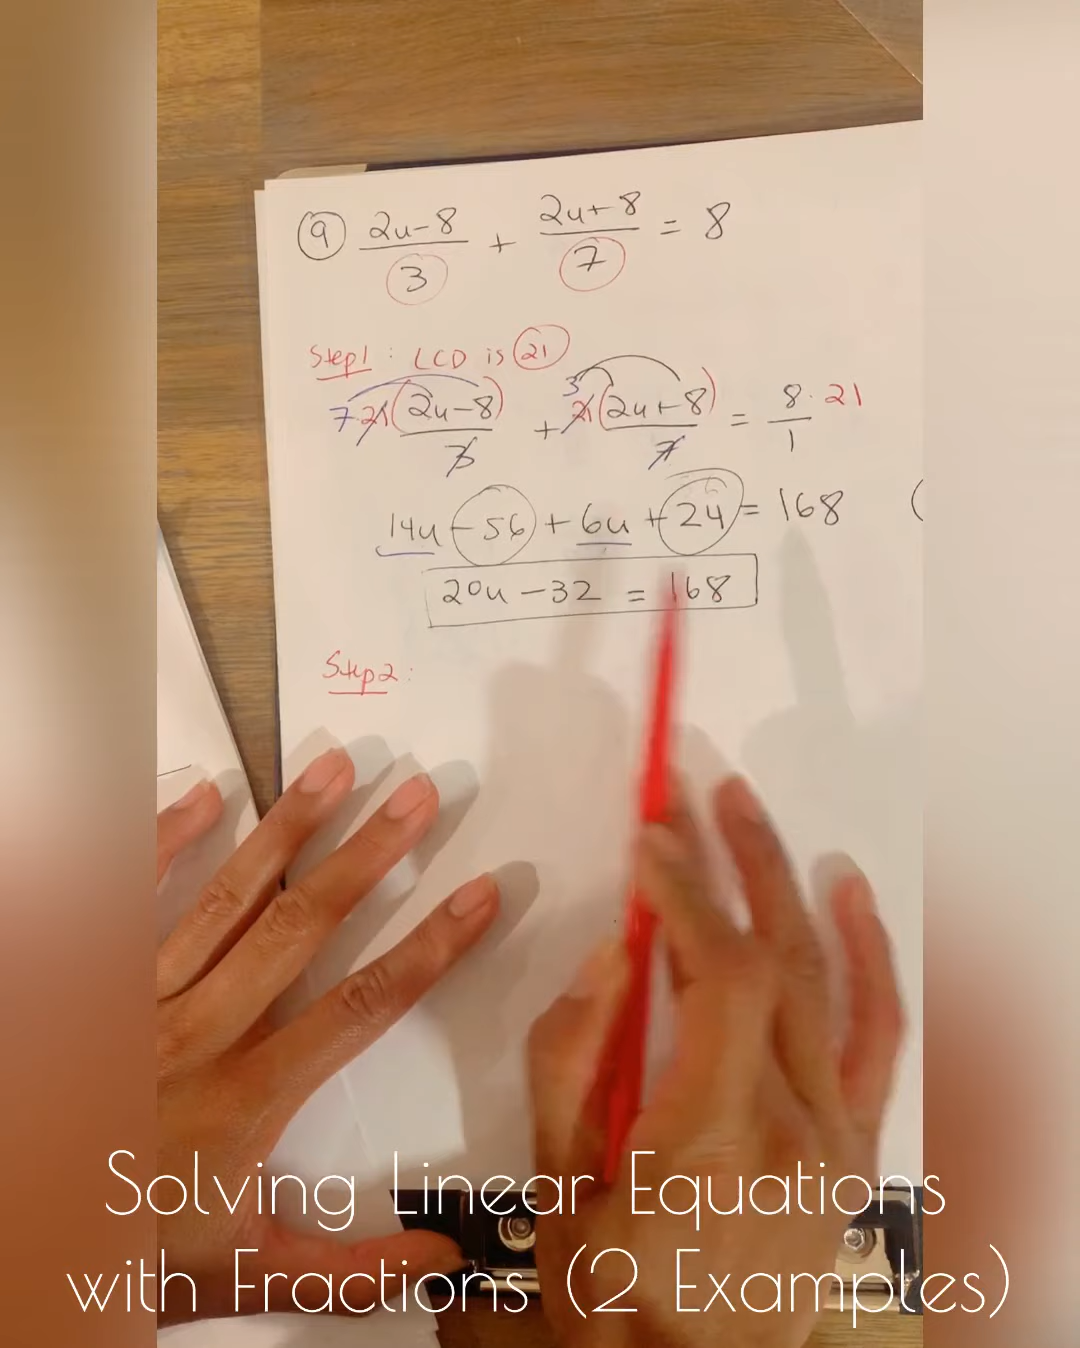 9 (2u-8)/3 + (2u+8)/7 = 8
Step1: LCD is 21
7 21(2u-8)/3 + 3 21(2u+8)/7 = 8/1 · 21
14u - 56 + 6u + 24 = 168 (
20u - 32 = 168
Step2:
Solving Linear Equations
with Fractions (2 Examples)